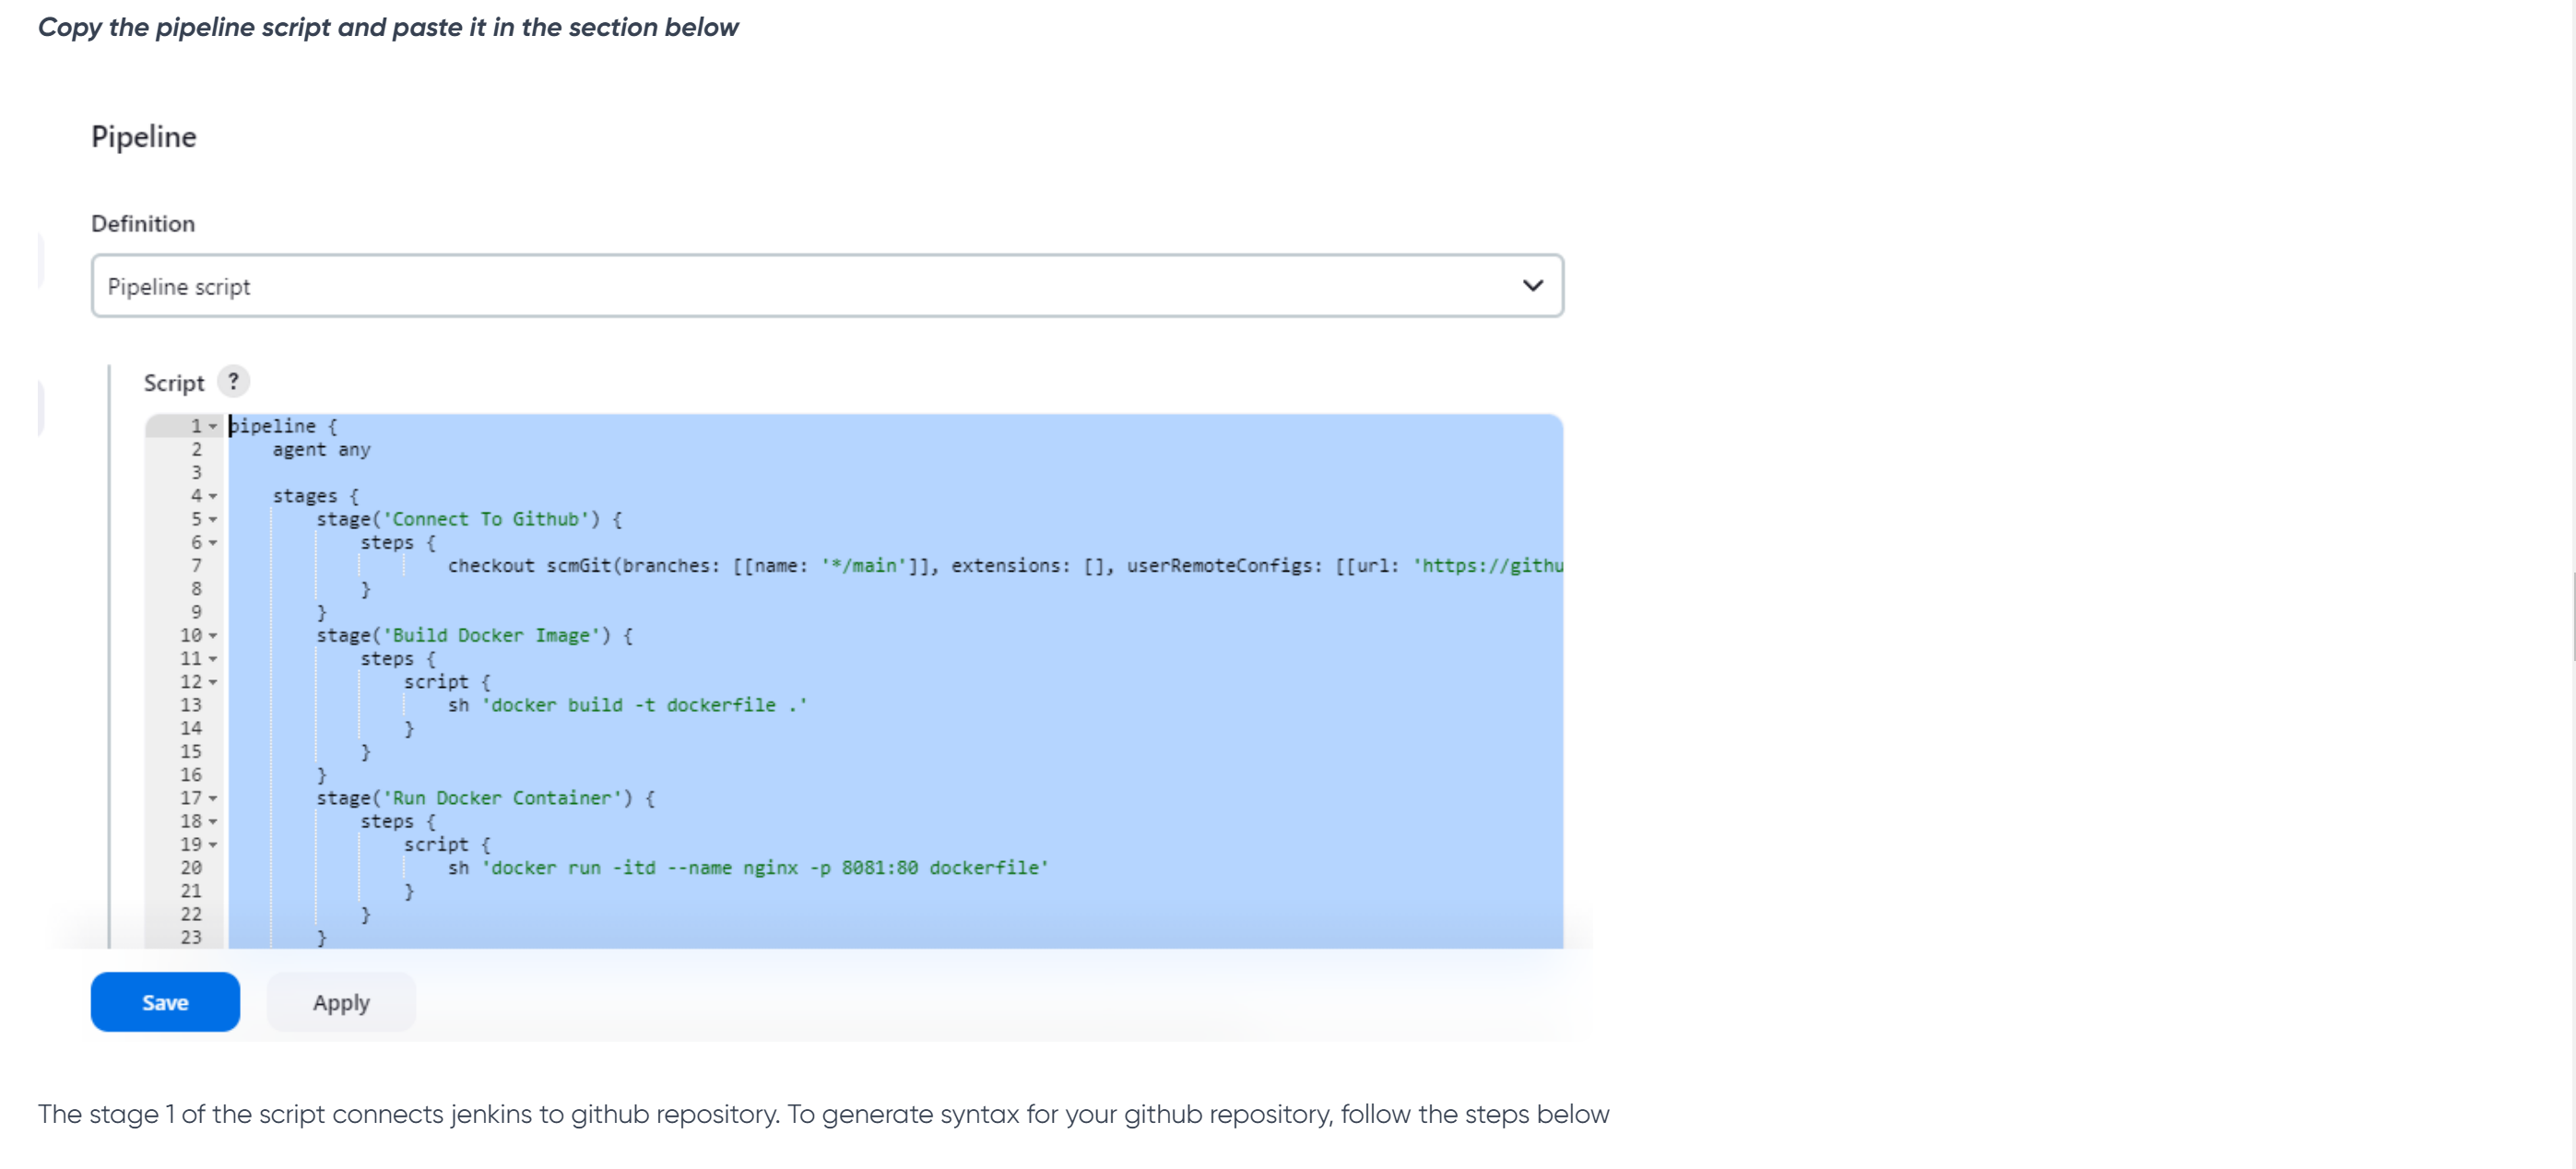 Copy the pipeline script and paste it in the section below
Pipeline
Definition
Pipeline script
Script ?
1 pipeline {
2     agent any
3
4     stages {
5         stage('Connect To Github') {
6             steps {
7                     checkout scmGit(branches: [[name: '*/main']], extensions: [], userRemoteConfigs: [[url: 'https://githu
8             }
9         }
10         stage('Build Docker Image') {
11             steps {
12                 script {
13                     sh 'docker build -t dockerfile .'
14                 }
15             }
16         }
17         stage('Run Docker Container') {
18             steps {
19                 script {
20                     sh 'docker run -itd --name nginx -p 8081:80 dockerfile'
21                 }
22             }
23         }
Save Apply
The stage 1 of the script connects jenkins to github repository. To generate syntax for your github repository, follow the steps below